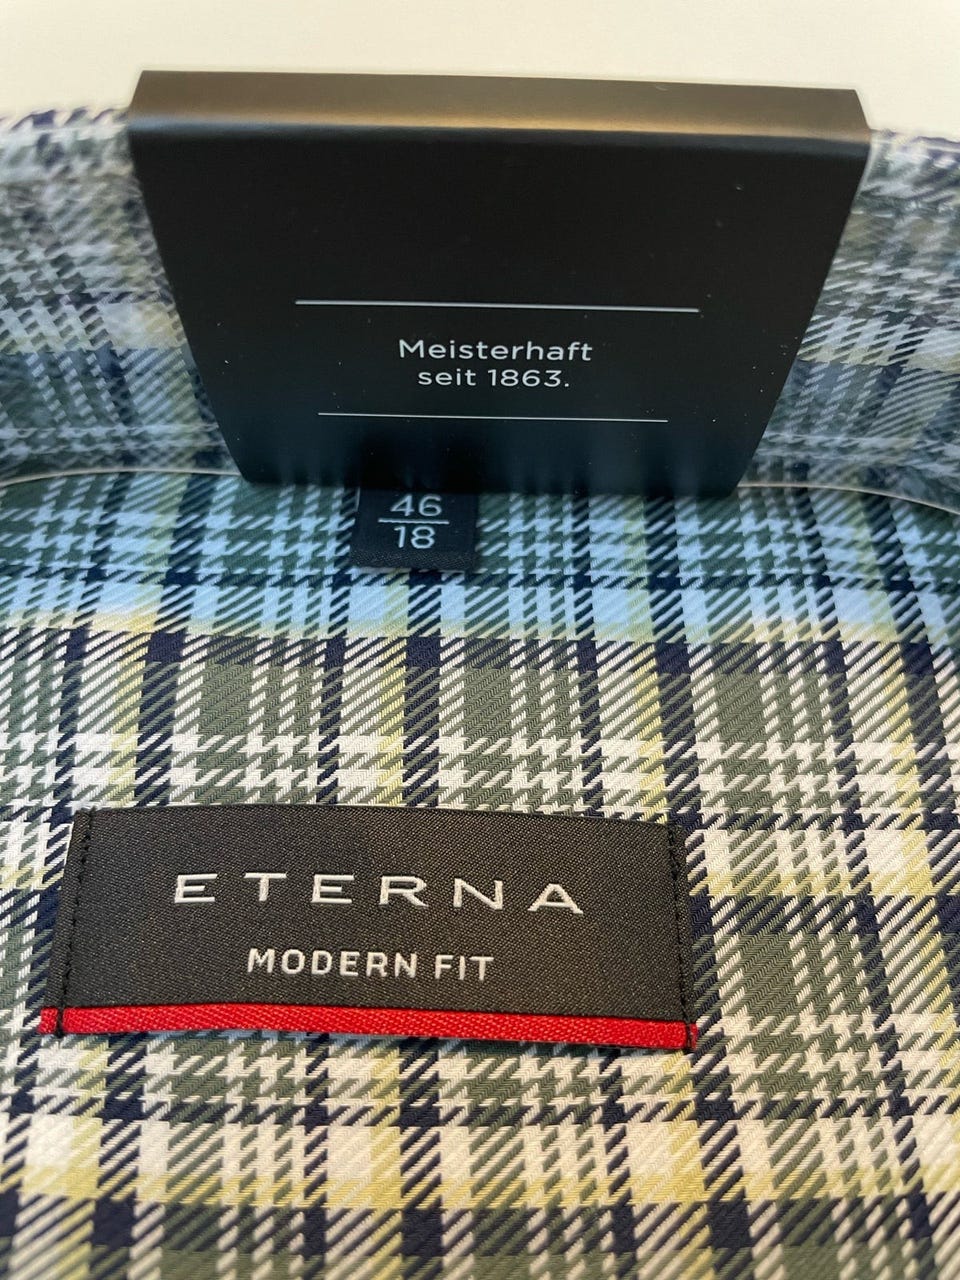 Meisterhaft
seit 1863.
46
18
ETERNA
MODERN FIT